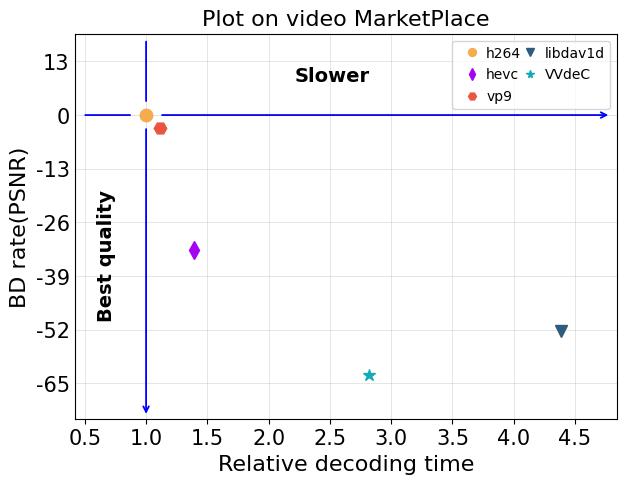 Plot on video MarketPlace
h264
hevc
vp9
libdav1d
VVdeC
Slower
Best quality
BD rate(PSNR)
13
0
-13
-26
-39
-52
-65
0.5 1.0 1.5 2.0 2.5 3.0 3.5 4.0 4.5
Relative decoding time